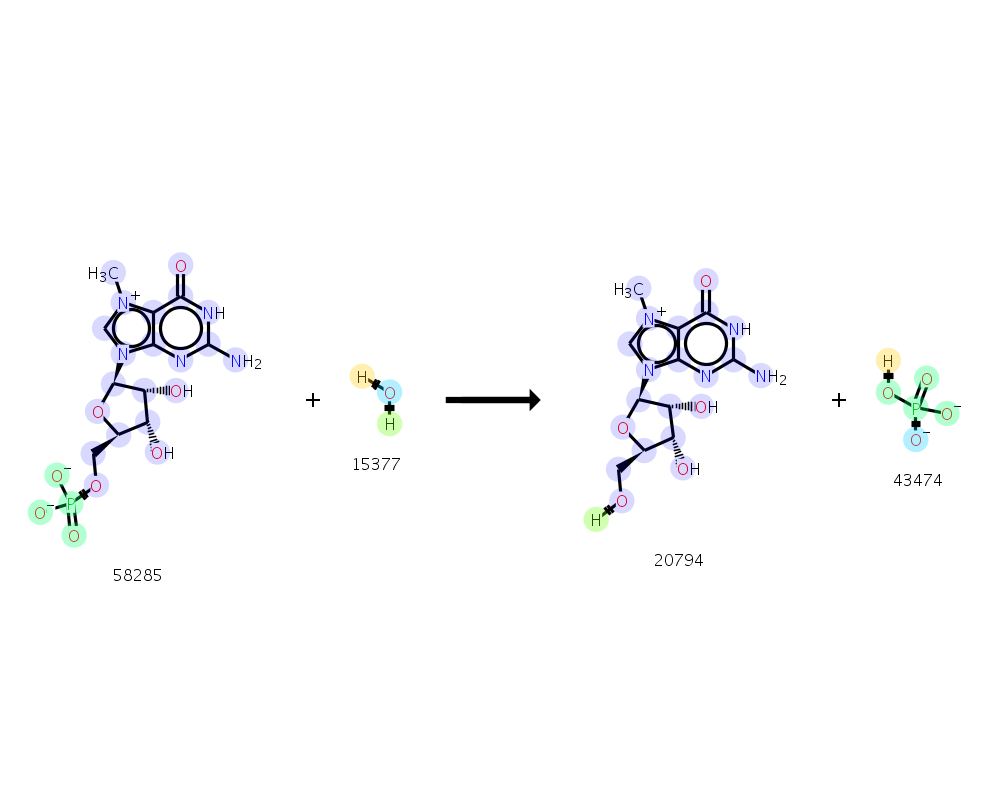 O
H₃C
N⁺
NH
N
N
NH₂
O
OH
OH
O⁻
O
O⁻
P
O
58285
+
H
O
H
15377
O
H₃C
N⁺
NH
N
N
NH₂
O
OH
OH
O
H
20794
+
H
O
O
P
O⁻
O⁻
43474